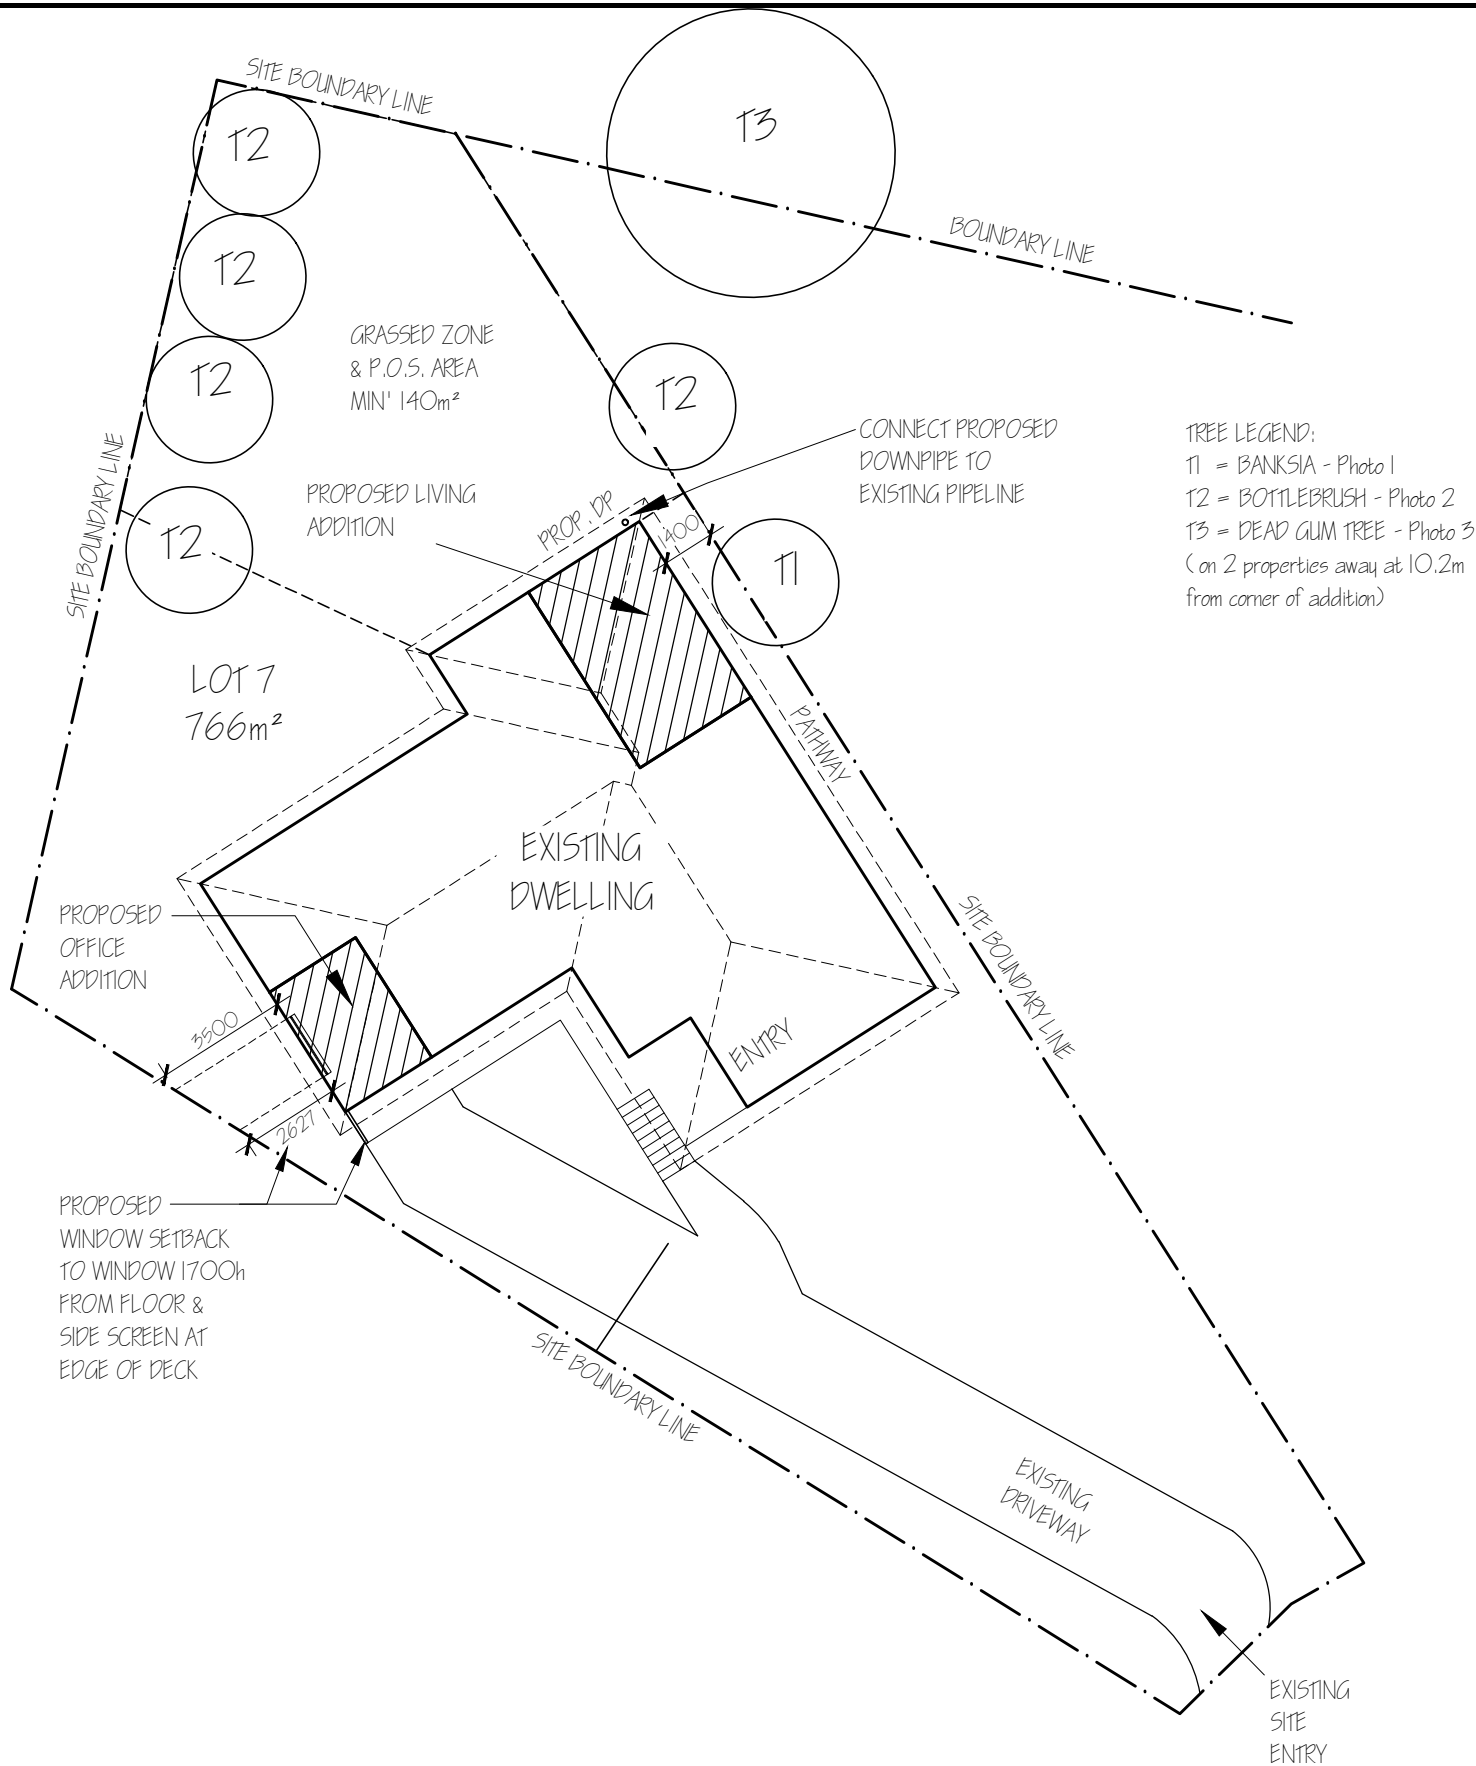 SITE BOUNDARY LINE
T3
T2
BOUNDARY LINE
T2
GRASSED ZONE
& P.O.S. AREA
MIN' 140m²
T2
T2
CONNECT PROPOSED
DOWNPIPE TO
EXISTING PIPELINE
TREE LEGEND:
T1 = BANKSIA - Photo 1
T2 = BOTTLEBRUSH - Photo 2
T3 = DEAD GUM TREE - Photo 3
( on 2 properties away at 10.2m
from corner of addition)
SITE BOUNDARY LINE
PROPOSED LIVING
ADDITION
PROP. DP
1400
T2
T1
LOT 7
766m²
PATHWAY
EXISTING
DWELLING
PROPOSED
OFFICE
ADDITION
SITE BOUNDARY LINE
3500
ENTRY
2627
PROPOSED
WINDOW SETBACK
TO WINDOW 1700h
FROM FLOOR &
SIDE SCREEN AT
EDGE OF DECK
SITE BOUNDARY LINE
EXISTING
DRIVEWAY
EXISTING
SITE
ENTRY